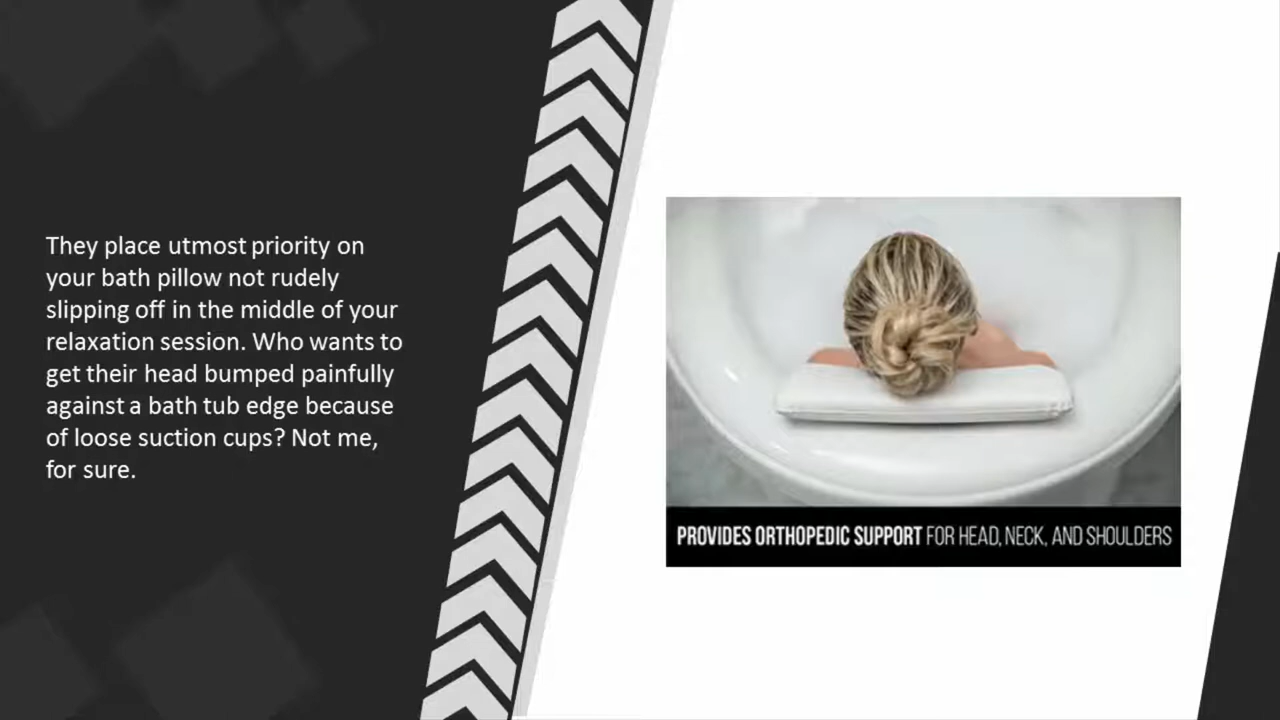 They place utmost priority on
your bath pillow not rudely
slipping off in the middle of your
relaxation session. Who wants to
get their head bumped painfully
against a bath tub edge because
of loose suction cups? Not me,
for sure.
PROVIDES ORTHOPEDIC SUPPORT FOR HEAD, NECK, AND SHOULDERS